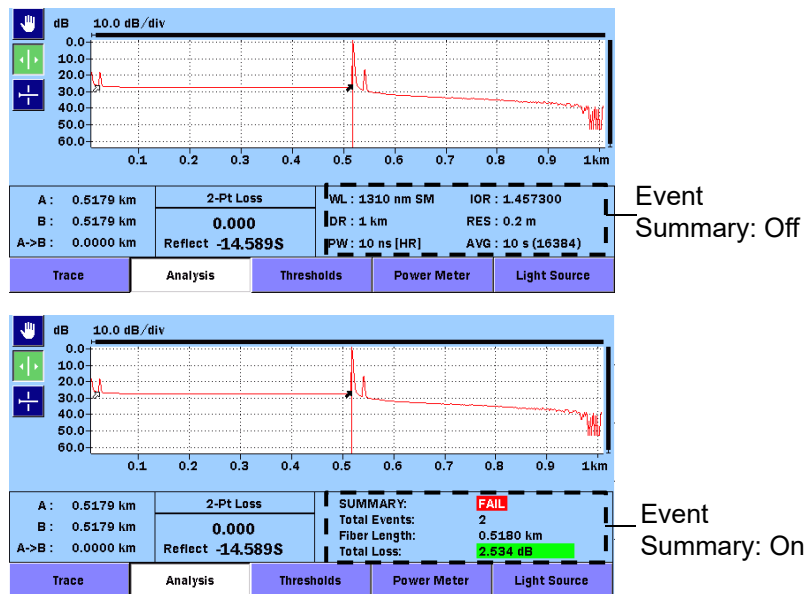 dB 10.0 dB/div
0.0
10.0
20.0
30.0
40.0
50.0
60.0
0.1 0.2 0.3 0.4 0.5 0.6 0.7 0.8 0.9 1km
A: 0.5179 km
B: 0.5179 km
A->B: 0.0000 km
2-Pt Loss
0.000
Reflect -14.589S
WL: 1310 nm SM IOR: 1.457300
DR: 1 km RES: 0.2 m
PW: 10 ns [HR] AVG: 10 s (16384)
Event
Summary: Off
Trace Analysis Thresholds Power Meter Light Source
dB 10.0 dB/div
0.0
10.0
20.0
30.0
40.0
50.0
60.0
0.1 0.2 0.3 0.4 0.5 0.6 0.7 0.8 0.9 1km
A: 0.5179 km
B: 0.5179 km
A->B: 0.0000 km
2-Pt Loss
0.000
Reflect -14.589S
SUMMARY: FAIL
Total Events: 2
Fiber Length: 0.5180 km
Total Loss: 2.534 dB
Event
Summary: On
Trace Analysis Thresholds Power Meter Light Source